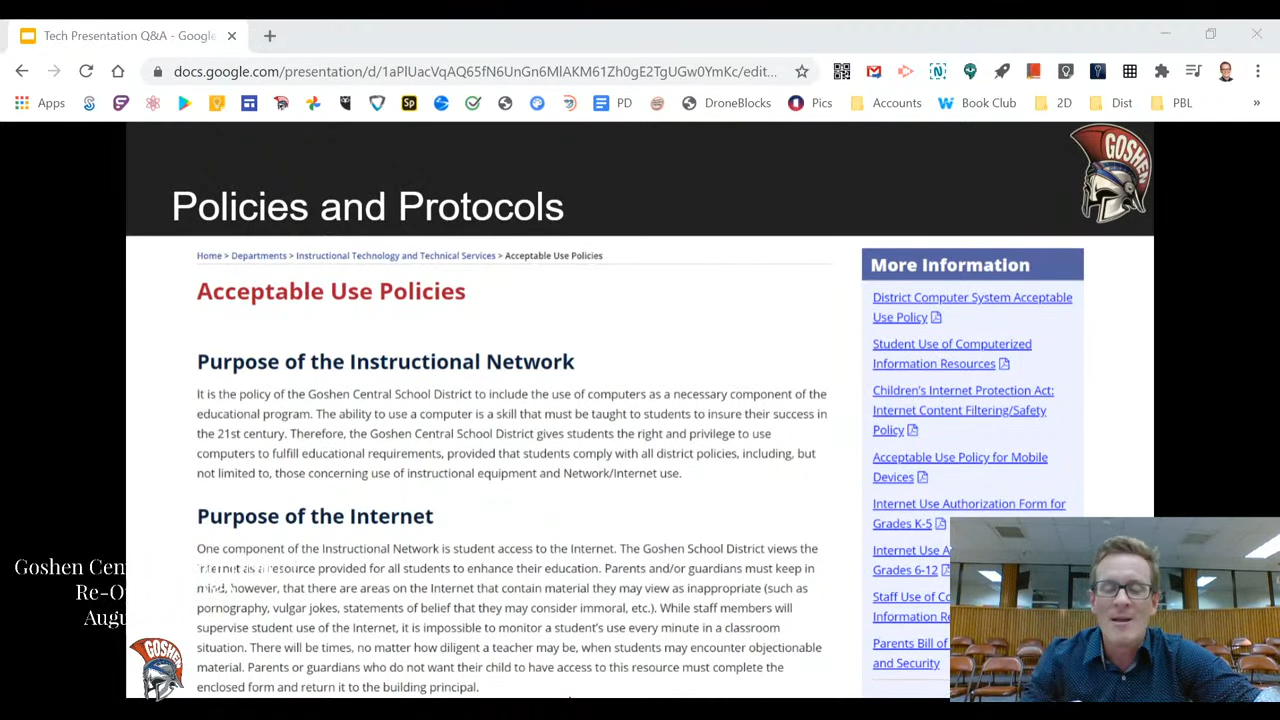 Tech Presentation Q&A - Google
docs.google.com/presentation/d/1aPlUacVqAQ65fN6UnGn6MlAKM61Zh0gE2TgUGw0YmKc/edit...
Apps
Sp
PD
DroneBlocks
Pics
Accounts
Book Club
2D
Dist
PBL
»
GOSHEN
Policies and Protocols
Home > Departments > Instructional Technology and Technical Services > Acceptable Use Policies
Acceptable Use Policies
Purpose of the Instructional Network
It is the policy of the Goshen Central School District to include the use of computers as a necessary component of the
educational program. The ability to use a computer is a skill that must be taught to students to insure their success in
the 21st century. Therefore, the Goshen Central School District gives students the right and privilege to use
computers to fulfill educational requirements, provided that students comply with all district policies, including, but
not limited to, those concerning use of instructional equipment and Network/Internet use.
Purpose of the Internet
One component of the Instructional Network is student access to the Internet. The Goshen School District views the
Internet as a resource provided for all students to enhance their education. Parents and/or guardians must keep in
mind, however, that there are areas on the Internet that contain material they may view as inappropriate (such as
pornography, vulgar jokes, statements of belief that they may consider immoral, etc.). While staff members will
supervise student use of the Internet, it is impossible to monitor a student's use every minute in a classroom
situation. There will be times, no matter how diligent a teacher may be, when students may encounter objectionable
material. Parents or guardians who do not want their child to have access to this resource must complete the
enclosed form and return it to the building principal.
More Information
District Computer System Acceptable
Use Policy
Student Use of Computerized
Information Resources
Children's Internet Protection Act:
Internet Content Filtering/Safety
Policy
Acceptable Use Policy for Mobile
Devices
Internet Use Authorization Form for
Grades K-5
Internet Use A
Grades 6-12
Staff Use of Co
Information Re
Parents Bill of
and Security
Goshen Cen
Re-O
Augu
GOSHEN